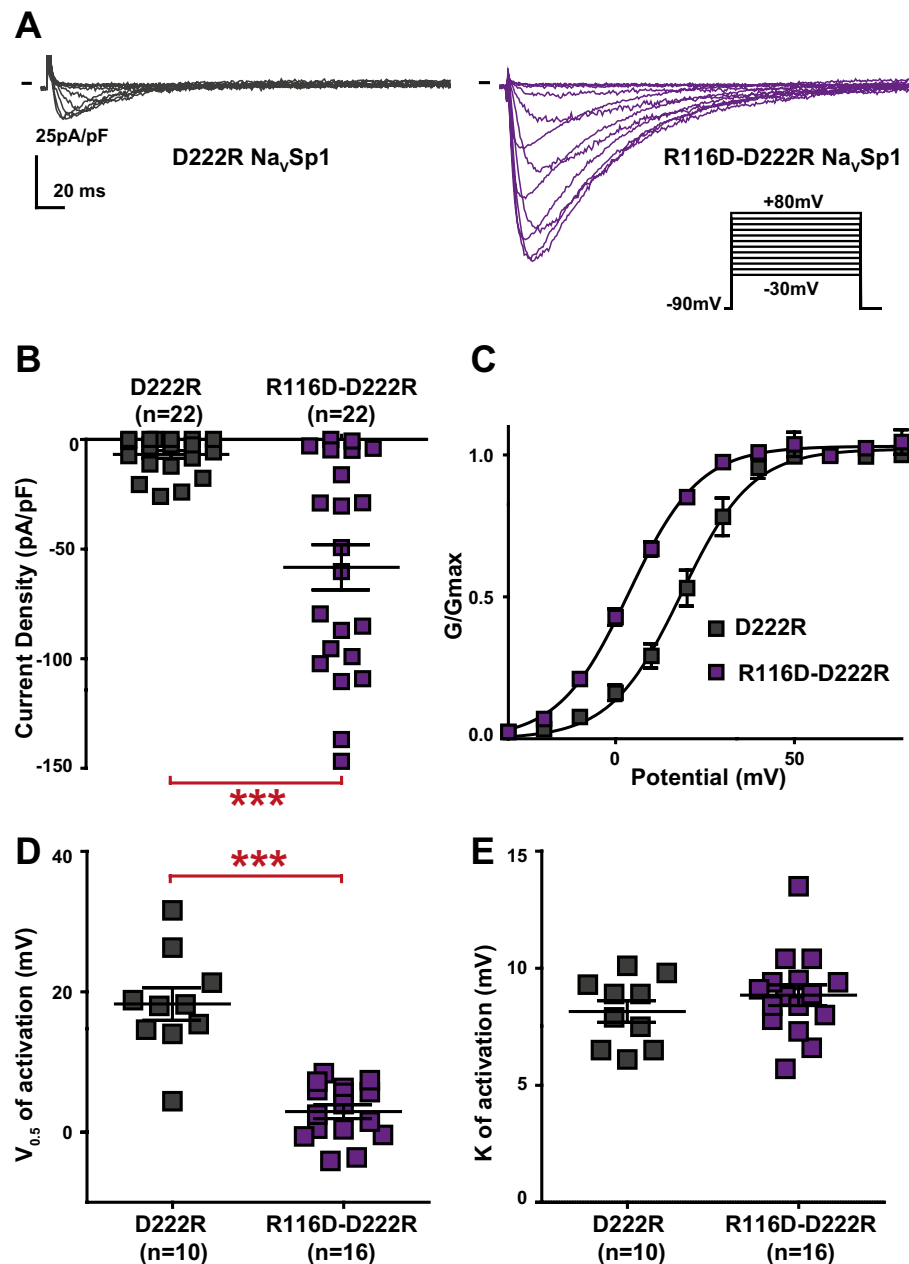 A
25pA/pF
20 ms
D222R NaVSp1
R116D-D222R NaVSp1
+80mV
-30mV
-90mV
B
D222R
(n=22)
R116D-D222R
(n=22)
0
-50
-100
-150
Current Density (pA/pF)
***
C
1.0
0.5
0.0
G/Gmax
D222R
R116D-D222R
0
50
Potential (mV)
D
40
20
0
V0.5 of activation (mV)
***
D222R
(n=10)
R116D-D222R
(n=16)
E
15
10
5
0
K of activation (mV)
D222R
(n=10)
R116D-D222R
(n=16)